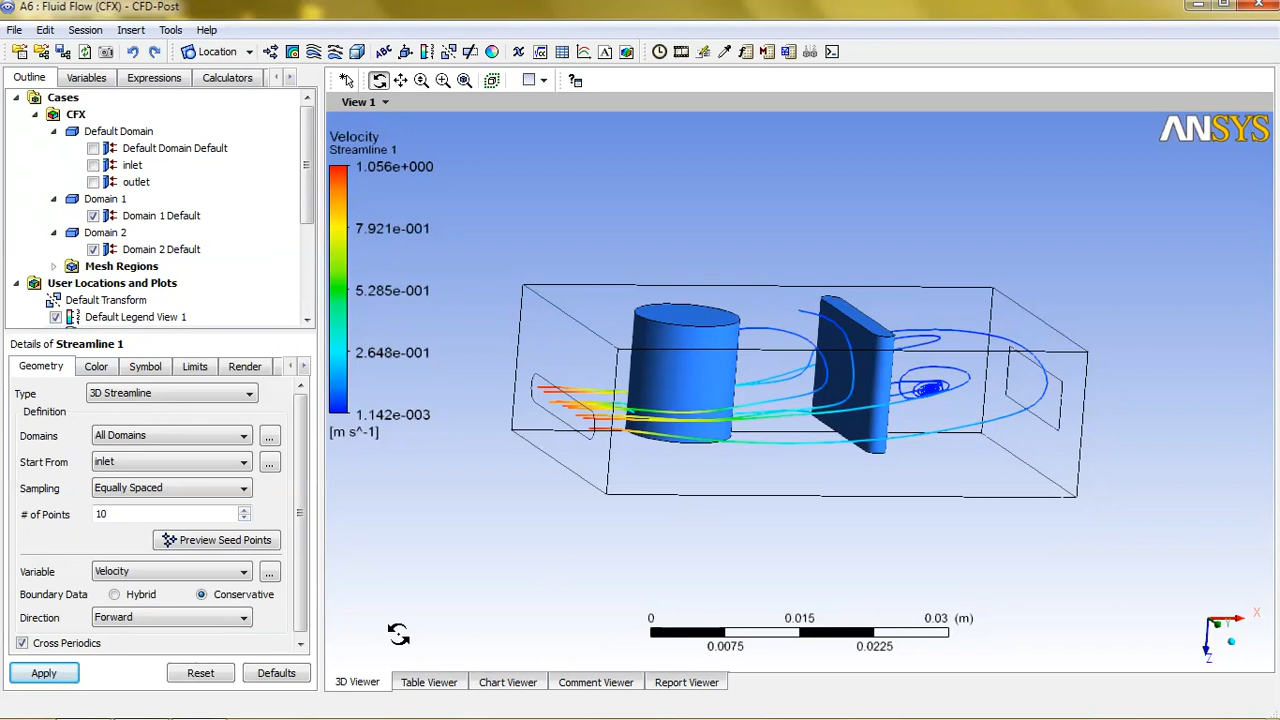 A6 : Fluid Flow (CFX) - CFD-Post
File Edit Session Insert Tools Help
Location
Outline Variables Expressions Calculators
Cases
CFX
Default Domain
Default Domain Default
inlet
outlet
Domain 1
Domain 1 Default
Domain 2
Domain 2 Default
Mesh Regions
User Locations and Plots
Default Transform
Default Legend View 1
Details of Streamline 1
Geometry Color Symbol Limits Render
Type 3D Streamline
Definition
Domains All Domains ...
Start From inlet ...
Sampling Equally Spaced
# of Points 10
Preview Seed Points
Variable Velocity ...
Boundary Data Hybrid Conservative
Direction Forward
Cross Periodics
Apply Reset Defaults
View 1
ANSYS
Velocity
Streamline 1
1.056e+000
7.921e-001
5.285e-001
2.648e-001
1.142e-003
[m s^-1]
0 0.015 0.03 (m)
0.0075 0.0225
X
Y
Z
3D Viewer Table Viewer Chart Viewer Comment Viewer Report Viewer